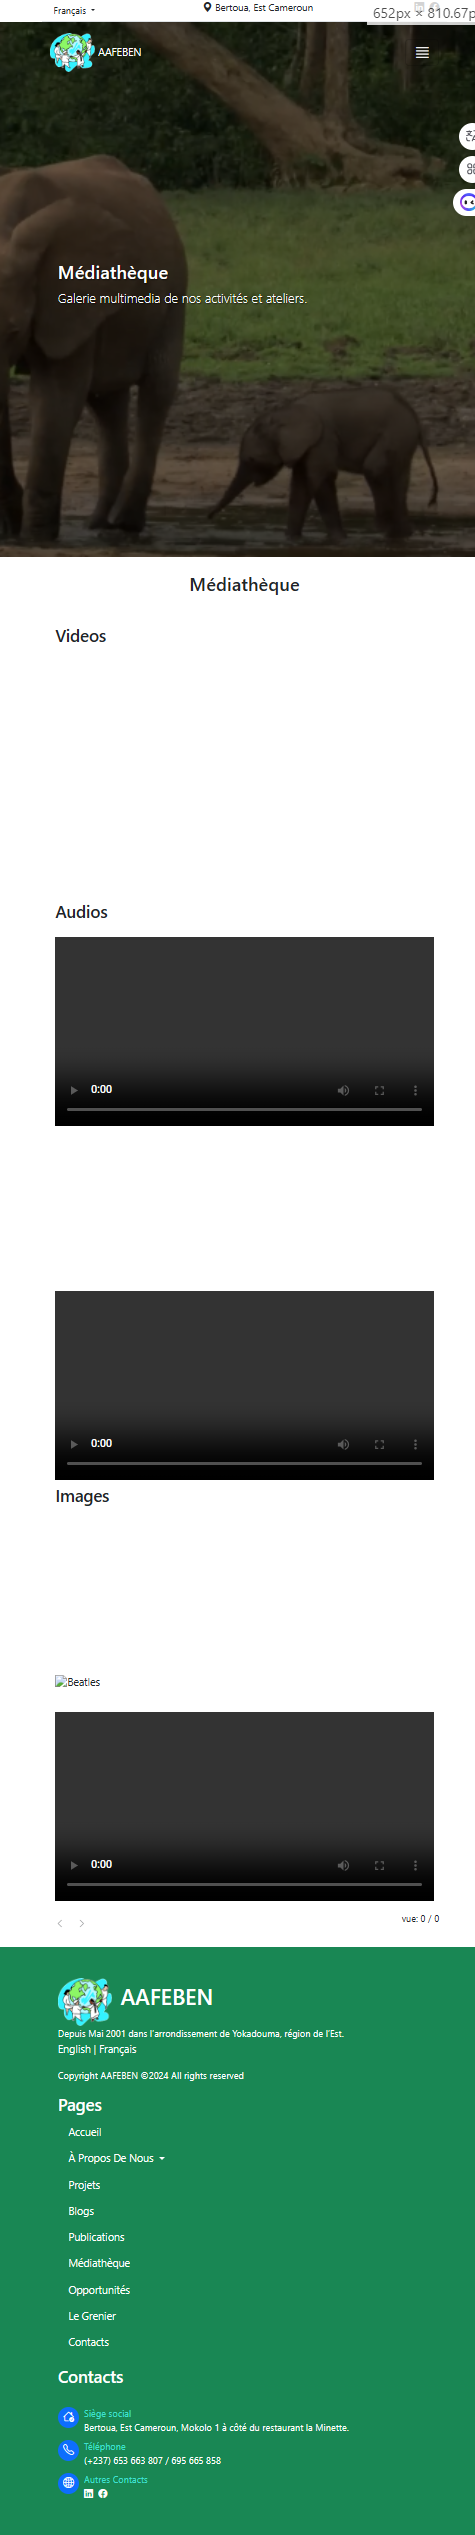 Français
Bertoua, Est Cameroun
652px × 810.67p
AAFEBEN
Médiathèque
Galerie multimedia de nos activités et ateliers.
Médiathèque
Videos
Audios
0:00
0:00
Images
Beatles
0:00
vue: 0 / 0
AAFEBEN
Depuis Mai 2001 dans l'arrondissement de Yokadouma, région de l'Est.
English | Français
Copyright AAFEBEN ©2024 All rights reserved
Pages
Accueil
À Propos De Nous
Projets
Blogs
Publications
Médiathèque
Opportunités
Le Grenier
Contacts
Contacts
Siège social
Bertoua, Est Cameroun, Mokolo 1 à côté du restaurant la Minette.
Téléphone
(+237) 653 663 807 / 695 665 858
Autres Contacts